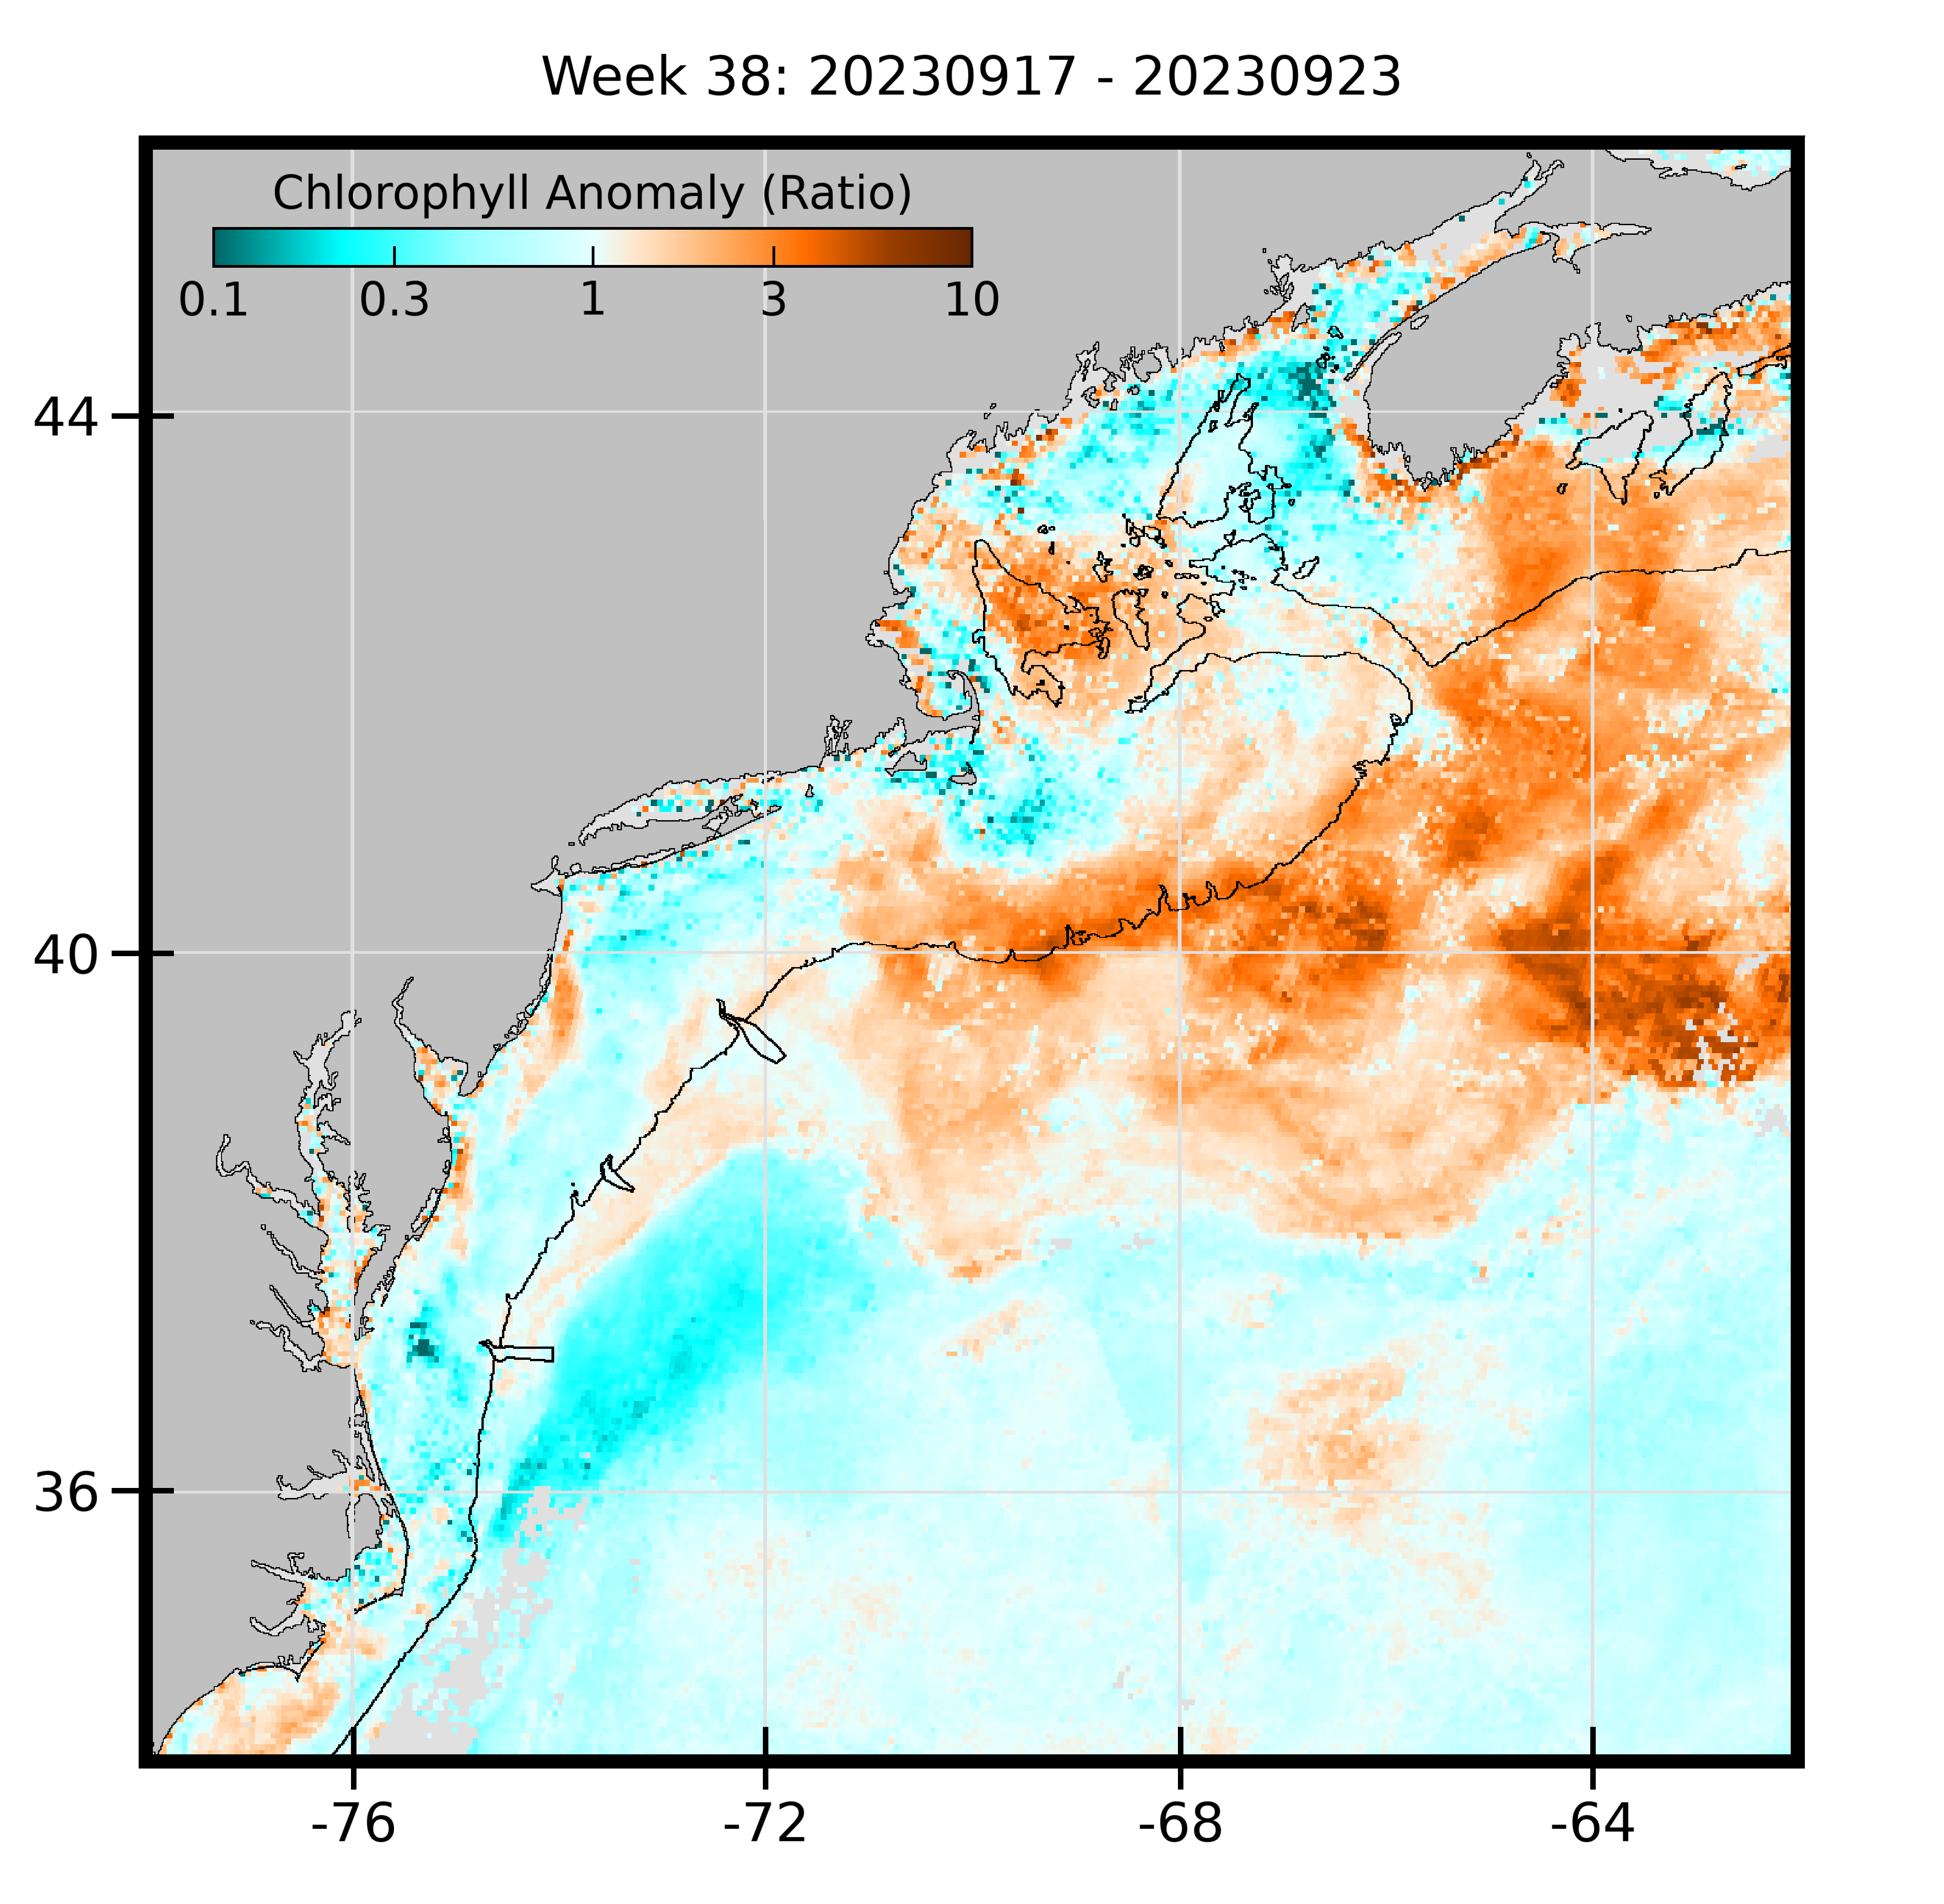 Week 38: 20230917 - 20230923
Chlorophyll Anomaly (Ratio)
0.1 0.3 1 3 10
44
40
36
-76 -72 -68 -64